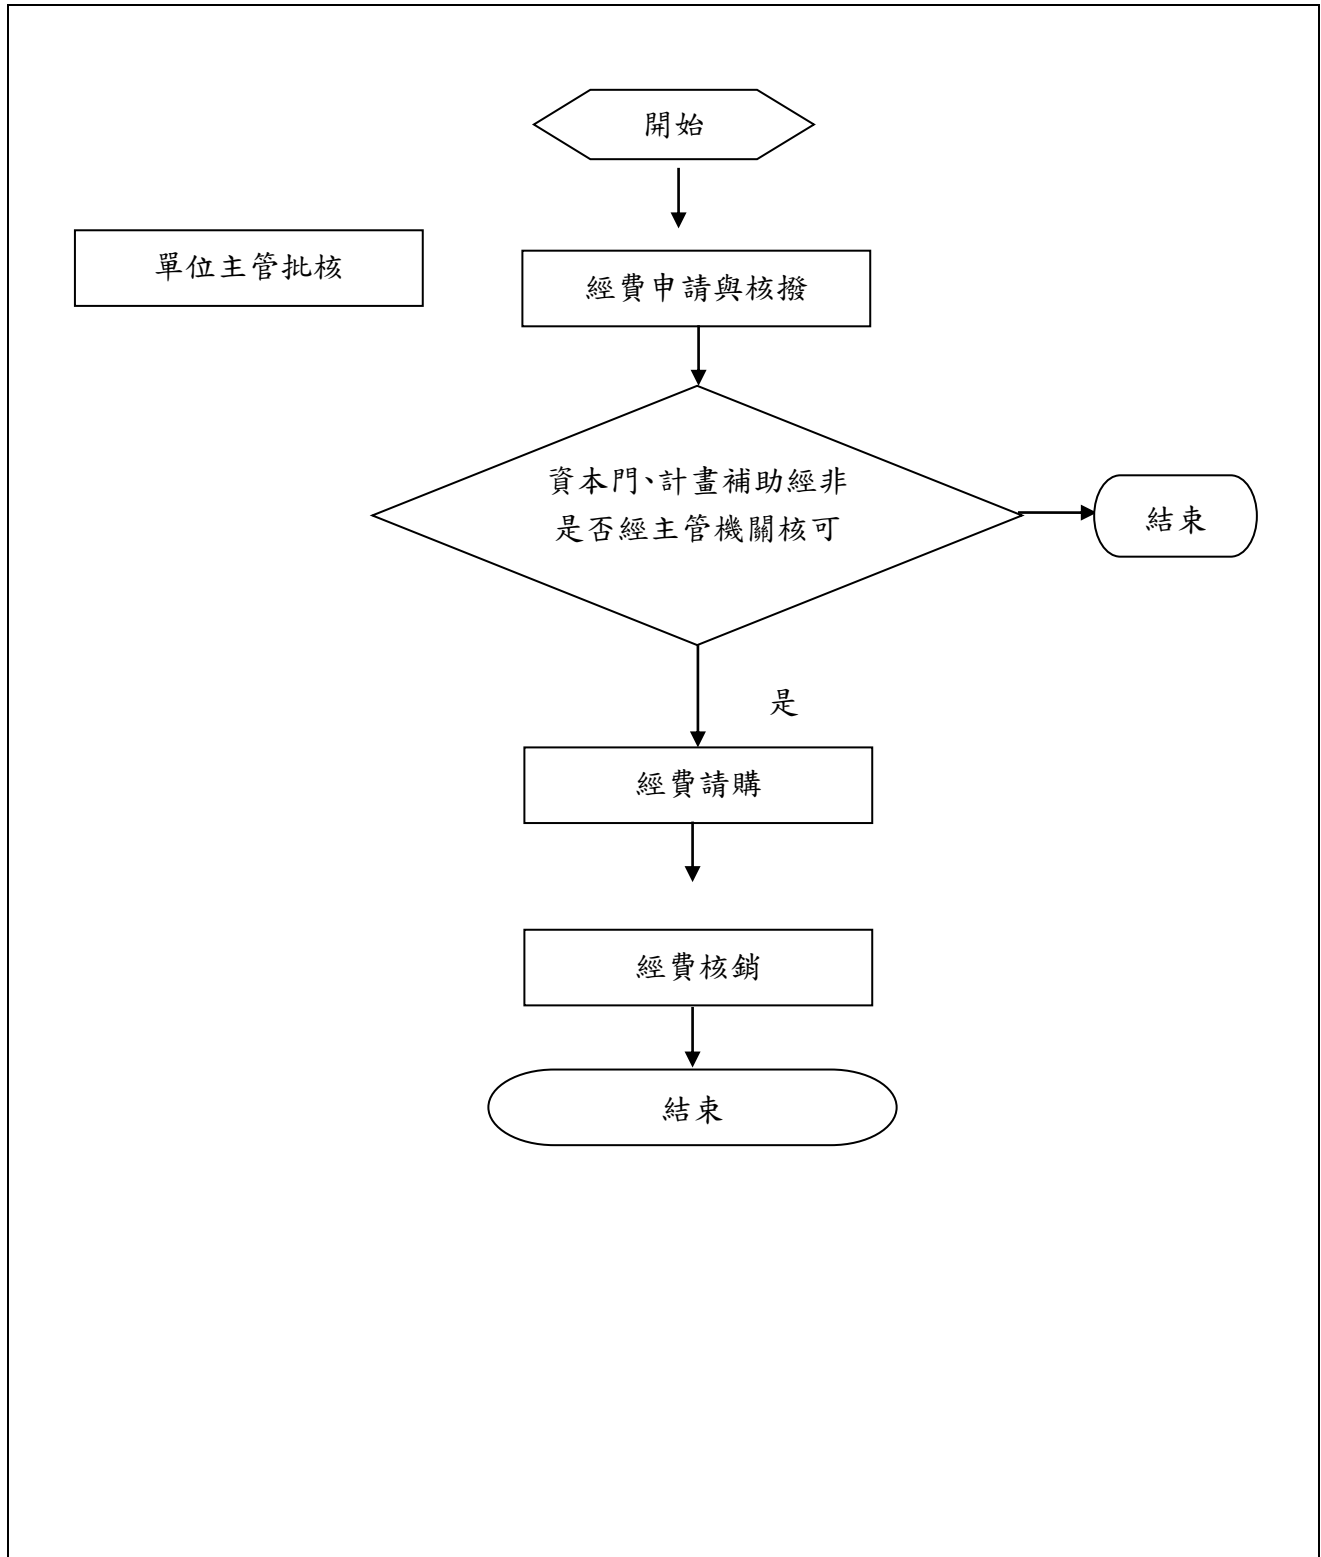 開始
單位主管批核
經費申請與核撥
資本門、計畫補助經非
是否經主管機關核可
結束
是
經費請購
經費核銷
結束